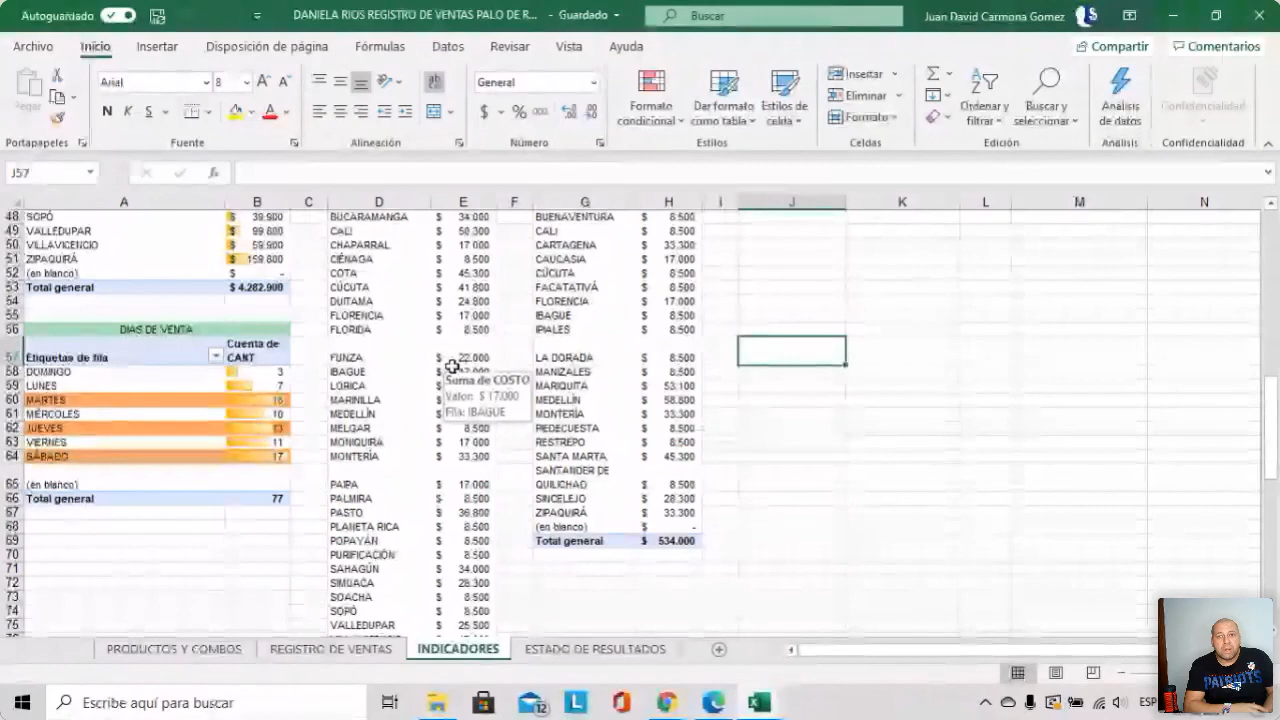 Autoguardado
DANIELA RIOS REGISTRO DE VENTAS PALO DE R... - Guardado
Buscar
Juan David Carmona Gomez
Archivo Inicio Insertar Disposición de página Fórmulas Datos Revisar Vista Ayuda
Compartir Comentarios
Pegar
Arial 8
General
N
$ % 000
Formato condicional
Dar formato como tabla
Estilos de celda
Insertar
Eliminar
Formato
Ordenar y filtrar
Buscar y seleccionar
Análisis de datos
Confidencialidad
Portapapeles Fuente Alineación Número Estilos Celdas Edición Análisis Confidencialidad
J57
A B C D E F G H I J K L M N
48 SOPÓ $ 39.900 BUCARAMANGA $ 34.000 BUENAVENTURA $ 8.500
49 VALLEDUPAR $ 99.800 CALI $ 50.300 CALI $ 8.500
50 VILLAVICENCIO $ 59.900 CHAPARRAL $ 17.000 CARTAGENA $ 33.300
51 ZIPAQUIRÁ $ 159.800 CIÉNAGA $ 8.500 CAUCASIA $ 17.000
52 (en blanco) $ - COTA $ 45.300 CÚCUTA $ 8.500
53 Total general $ 4.282.900 CÚCUTA $ 41.800 FACATATIVÁ $ 8.500
54 DUITAMA $ 24.800 FLORENCIA $ 17.000
55 FLORENCIA $ 17.000 IBAGUÉ $ 8.500
56 DIAS DE VENTA FLORIDA $ 8.500 IPIALES $ 8.500
57 Etiquetas de fila Cuenta de CANT FUNZA $ 22.000 LA DORADA $ 8.500
58 DOMINGO 3 IBAGUÉ $ MANIZALES $ 8.500
59 LUNES 7 LORICA $ MARIQUITA $ 53.100
60 MARTES 16 MARINILLA $ MEDELLÍN $ 58.800
61 MIÉRCOLES 10 MEDELLÍN $ MONTERÍA $ 33.300
62 JUEVES 13 MELGAR $ 8.500 PIEDECUESTA $ 8.500
63 VIERNES 11 MONIQUIRÁ $ 17.000 RESTREPO $ 8.500
64 SÁBADO 17 MONTERÍA $ 33.300 SANTA MARTA $ 45.300
Suma de COSTO
Valor: $ 17.000
Fila: IBAGUE
65 (en blanco) PAIPA $ 17.000 SANTANDER DE QUILICHAO $ 8.500
66 Total general 77 PALMIRA $ 8.500 SINCELEJO $ 28.300
67 PASTO $ 36.800 ZIPAQUIRÁ $ 33.300
68 PLANETA RICA $ 8.500 (en blanco) $ -
69 POPAYÁN $ 8.500 Total general $ 534.000
70 PURIFICACIÓN $ 8.500
71 SAHAGÚN $ 34.000
72 SIMIJACA $ 28.300
73 SOACHA $ 8.500
74 SOPÓ $ 8.500
75 VALLEDUPAR $ 25.500
PRODUCTOS Y COMBOS REGISTRO DE VENTAS INDICADORES ESTADO DE RESULTADOS
Escribe aquí para buscar
12
ESP
PATRIOTS